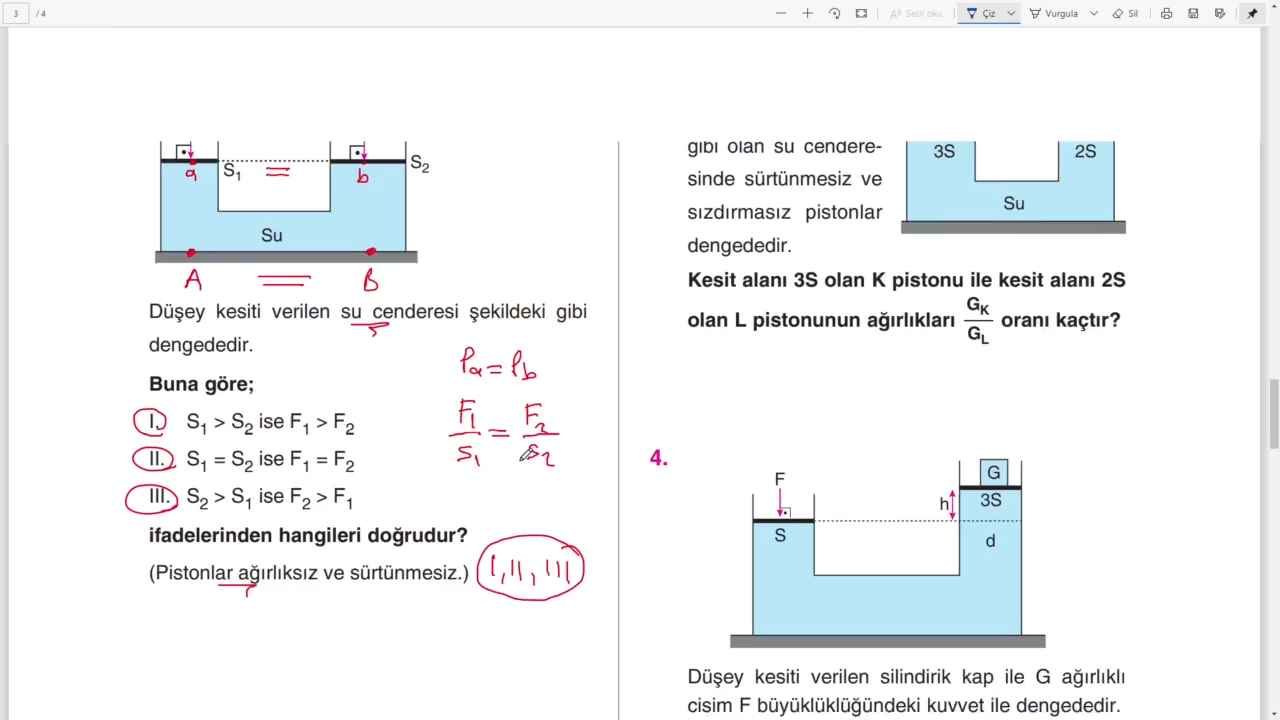 3 / 4
Sesli oku
Çiz
Vurgula
Sil
S1 =
S2
a
b
Su
A = B
Düşey kesiti verilen su cenderesi şekildeki gibi
dengededir.
Pa = Pb
Buna göre;
F1 / S1 = F2 / S2
I. S1 > S2 ise F1 > F2
II. S1 = S2 ise F1 = F2
III. S2 > S1 ise F2 > F1
ifadelerinden hangileri doğrudur?
(Pistonlar ağırlıksız ve sürtünmesiz.)
I, II, III
gibi olan su cendere-
sinde sürtünmesiz ve
sızdırmasız pistonlar
dengededir.
3S
2S
Su
Kesit alanı 3S olan K pistonu ile kesit alanı 2S
olan L pistonunun ağırlıkları GK / GL oranı kaçtır?
4.
F
S
G
h
3S
d
Düşey kesiti verilen silindirik kap ile G ağırlıklı
cisim F büyüklüklüğündeki kuvvet ile dengededir.